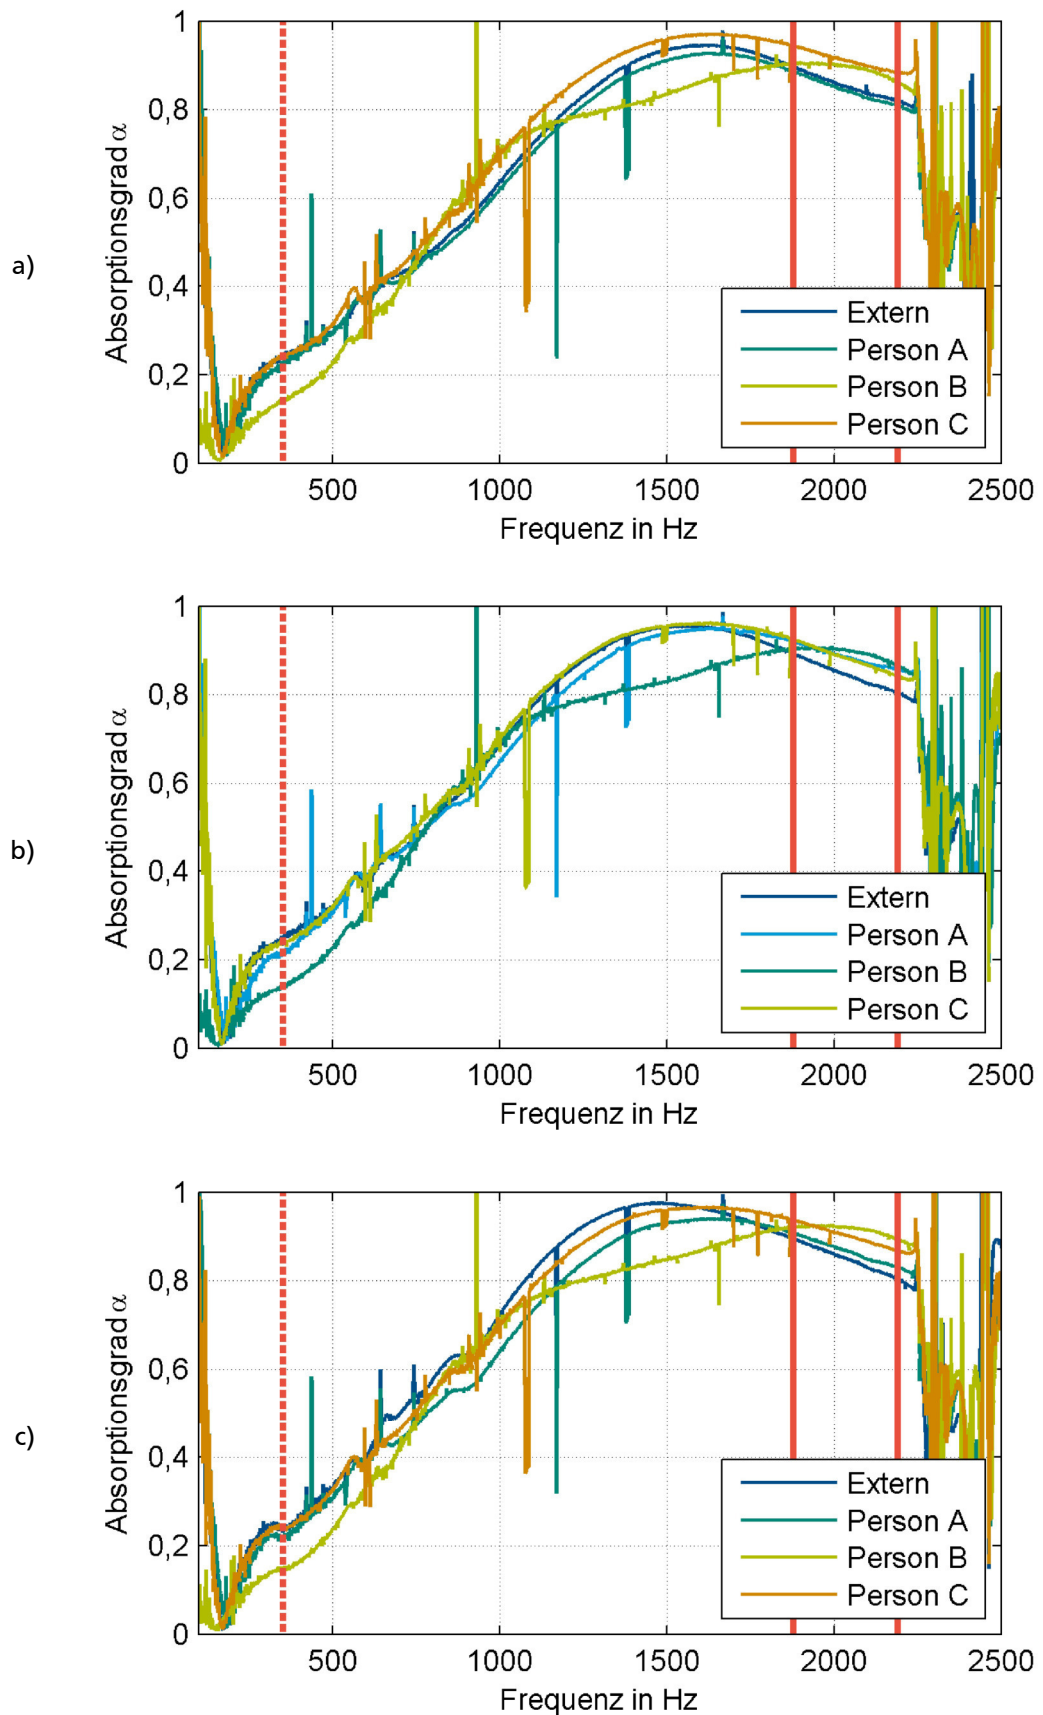 a)
Absorptionsgrad α
1
0,8
0,6
0,4
0,2
0
500
1000
1500
2000
2500
Frequenz in Hz
Extern
Person A
Person B
Person C
b)
Absorptionsgrad α
1
0,8
0,6
0,4
0,2
0
500
1000
1500
2000
2500
Frequenz in Hz
Extern
Person A
Person B
Person C
c)
Absorptionsgrad α
1
0,8
0,6
0,4
0,2
0
500
1000
1500
2000
2500
Frequenz in Hz
Extern
Person A
Person B
Person C